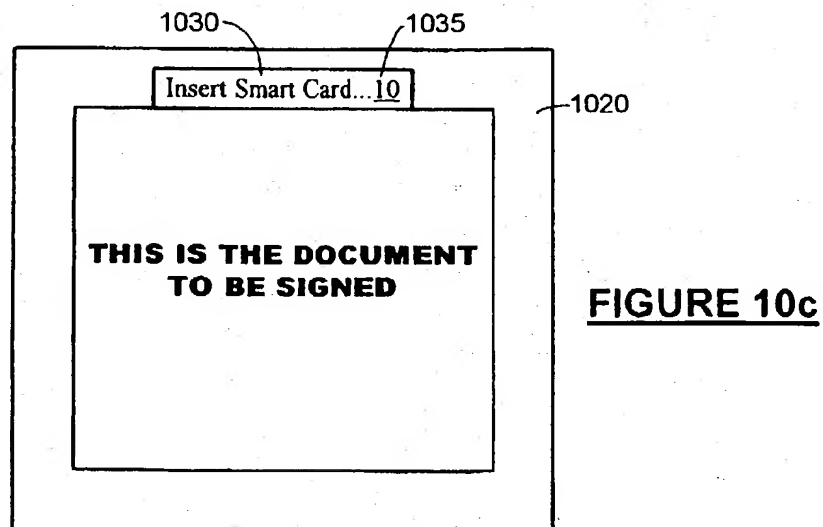 1030 1035
Insert Smart Card...10
1020
THIS IS THE DOCUMENT
TO BE SIGNED
FIGURE 10c